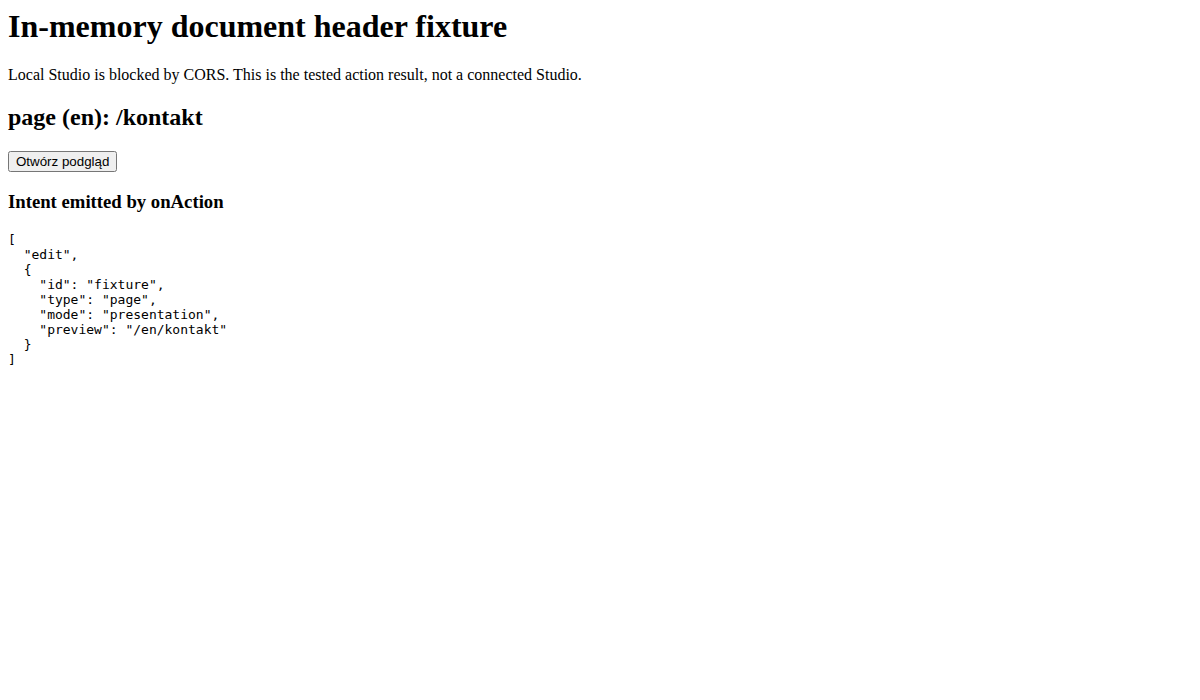 In-memory document header fixture
Local Studio is blocked by CORS. This is the tested action result, not a connected Studio.
page (en): /kontakt
Otwórz podgląd
Intent emitted by onAction
[
  "edit",
  {
    "id": "fixture",
    "type": "page",
    "mode": "presentation",
    "preview": "/en/kontakt"
  }
]